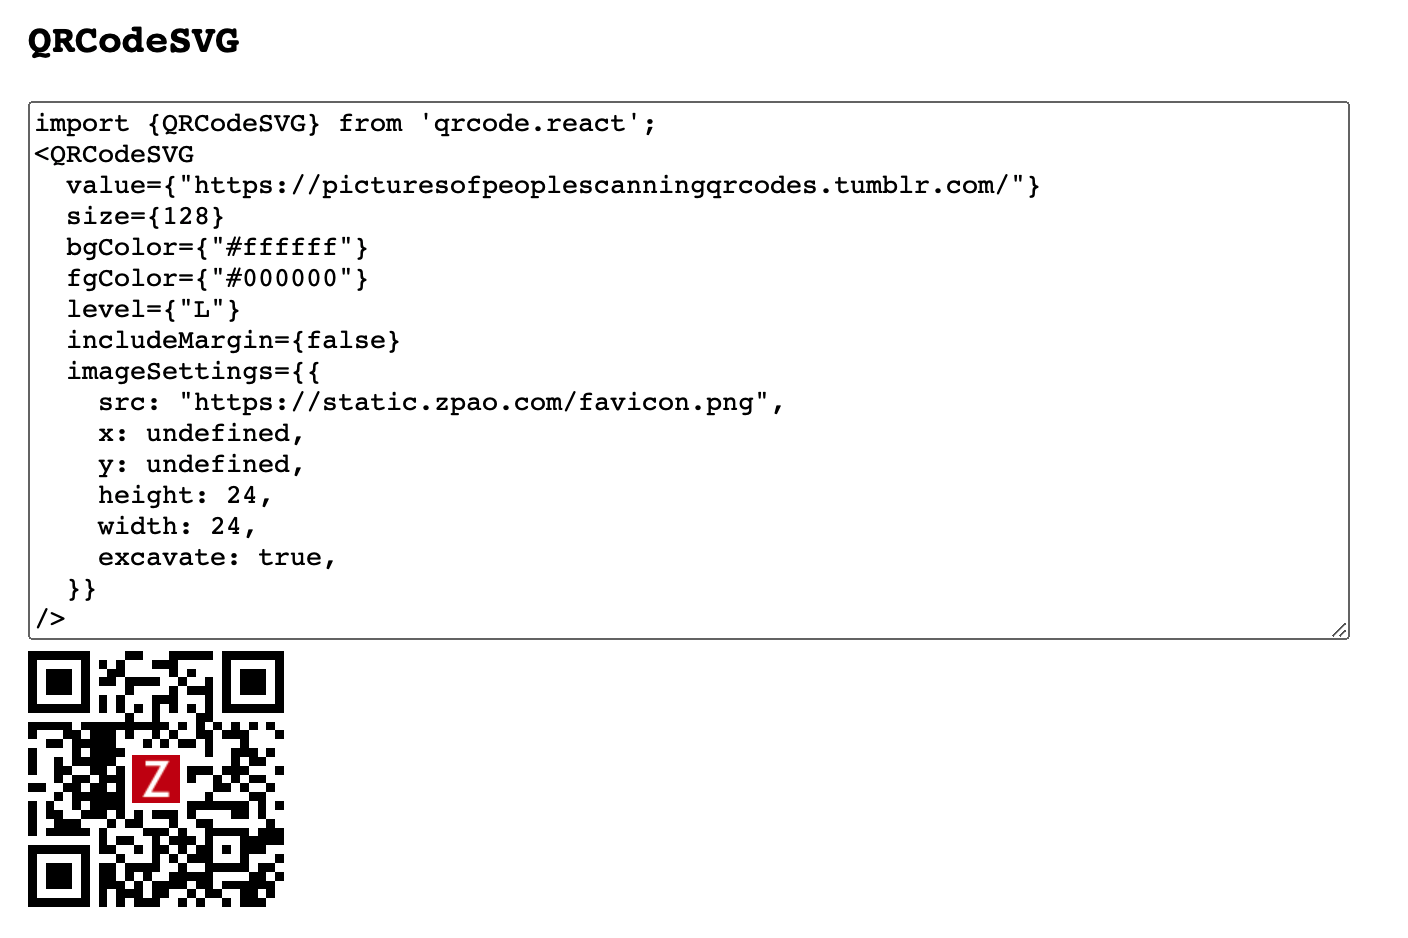 QRCodeSVG
import {QRCodeSVG} from 'qrcode.react';
<QRCodeSVG
  value={"https://picturesofpeoplescanningqrcodes.tumblr.com/"}
  size={128}
  bgColor={"#ffffff"}
  fgColor={"#000000"}
  level={"L"}
  includeMargin={false}
  imageSettings={{
    src: "https://static.zpao.com/favicon.png",
    x: undefined,
    y: undefined,
    height: 24,
    width: 24,
    excavate: true,
  }}
/>
Z